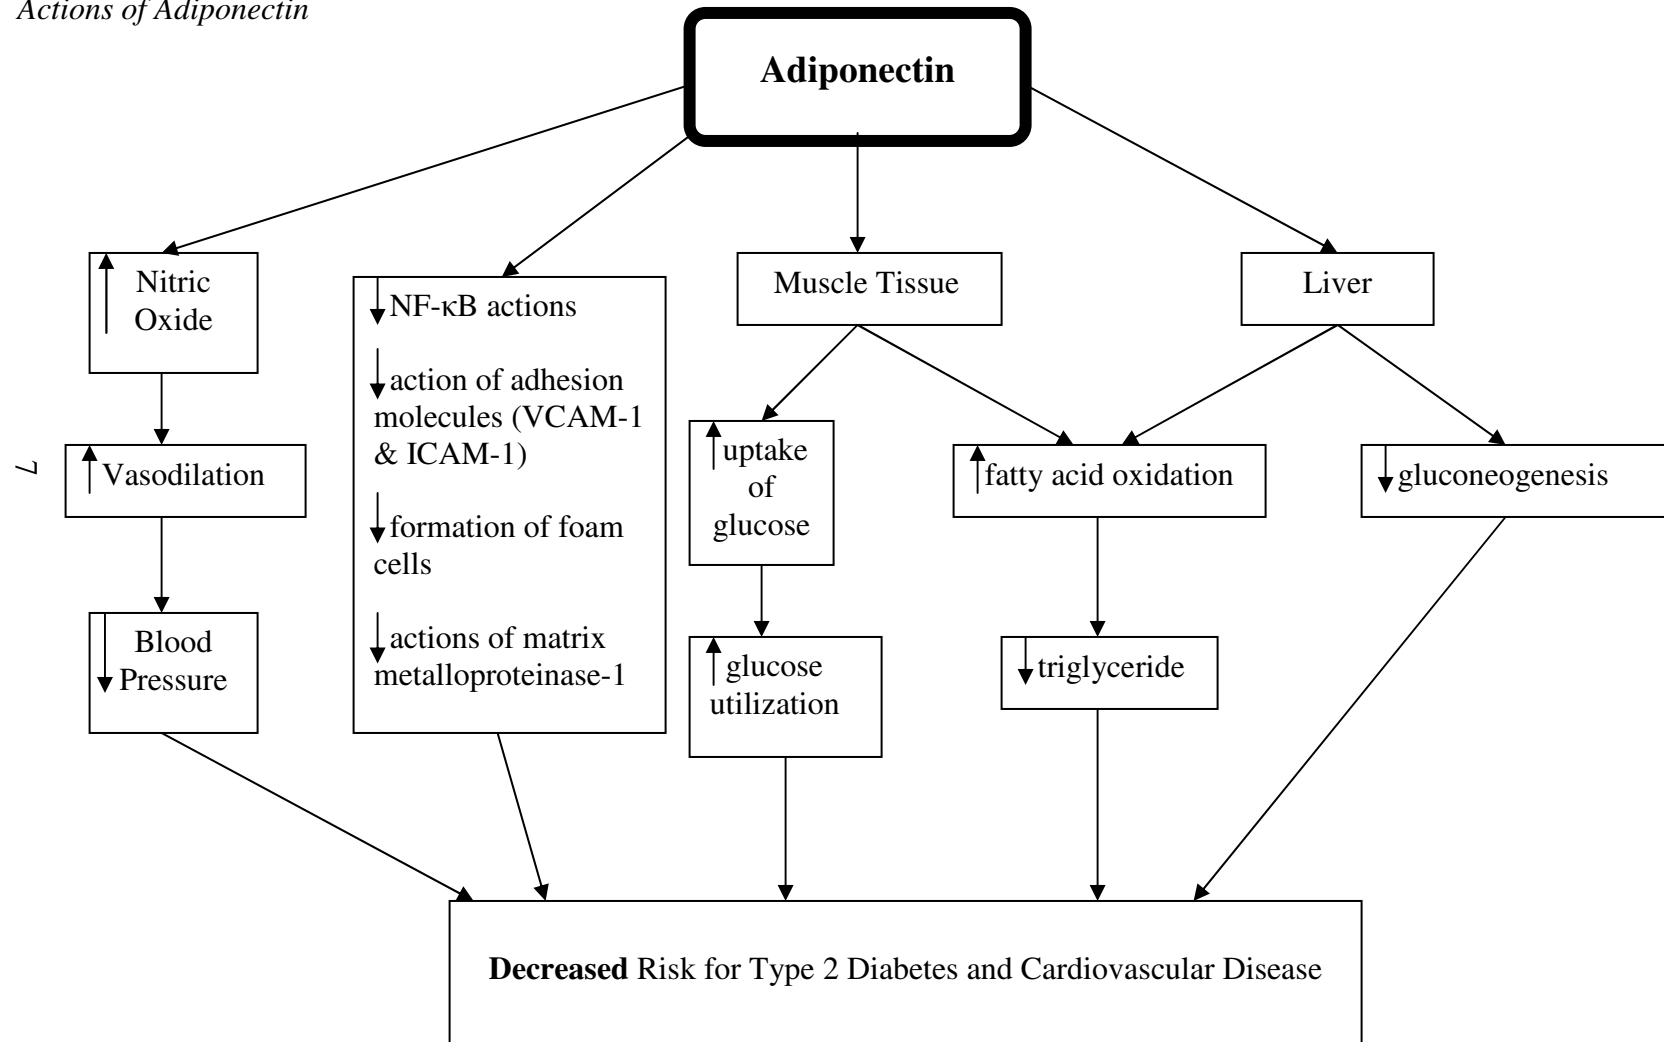 Actions of Adiponectin
Adiponectin
Nitric
Oxide
NF-κB actions
action of adhesion
molecules (VCAM-1
& ICAM-1)
formation of foam
cells
actions of matrix
metalloproteinase-1
Muscle Tissue
Liver
Vasodilation
uptake
of
glucose
fatty acid oxidation
gluconeogenesis
Blood
Pressure
glucose
utilization
triglyceride
Decreased Risk for Type 2 Diabetes and Cardiovascular Disease
7